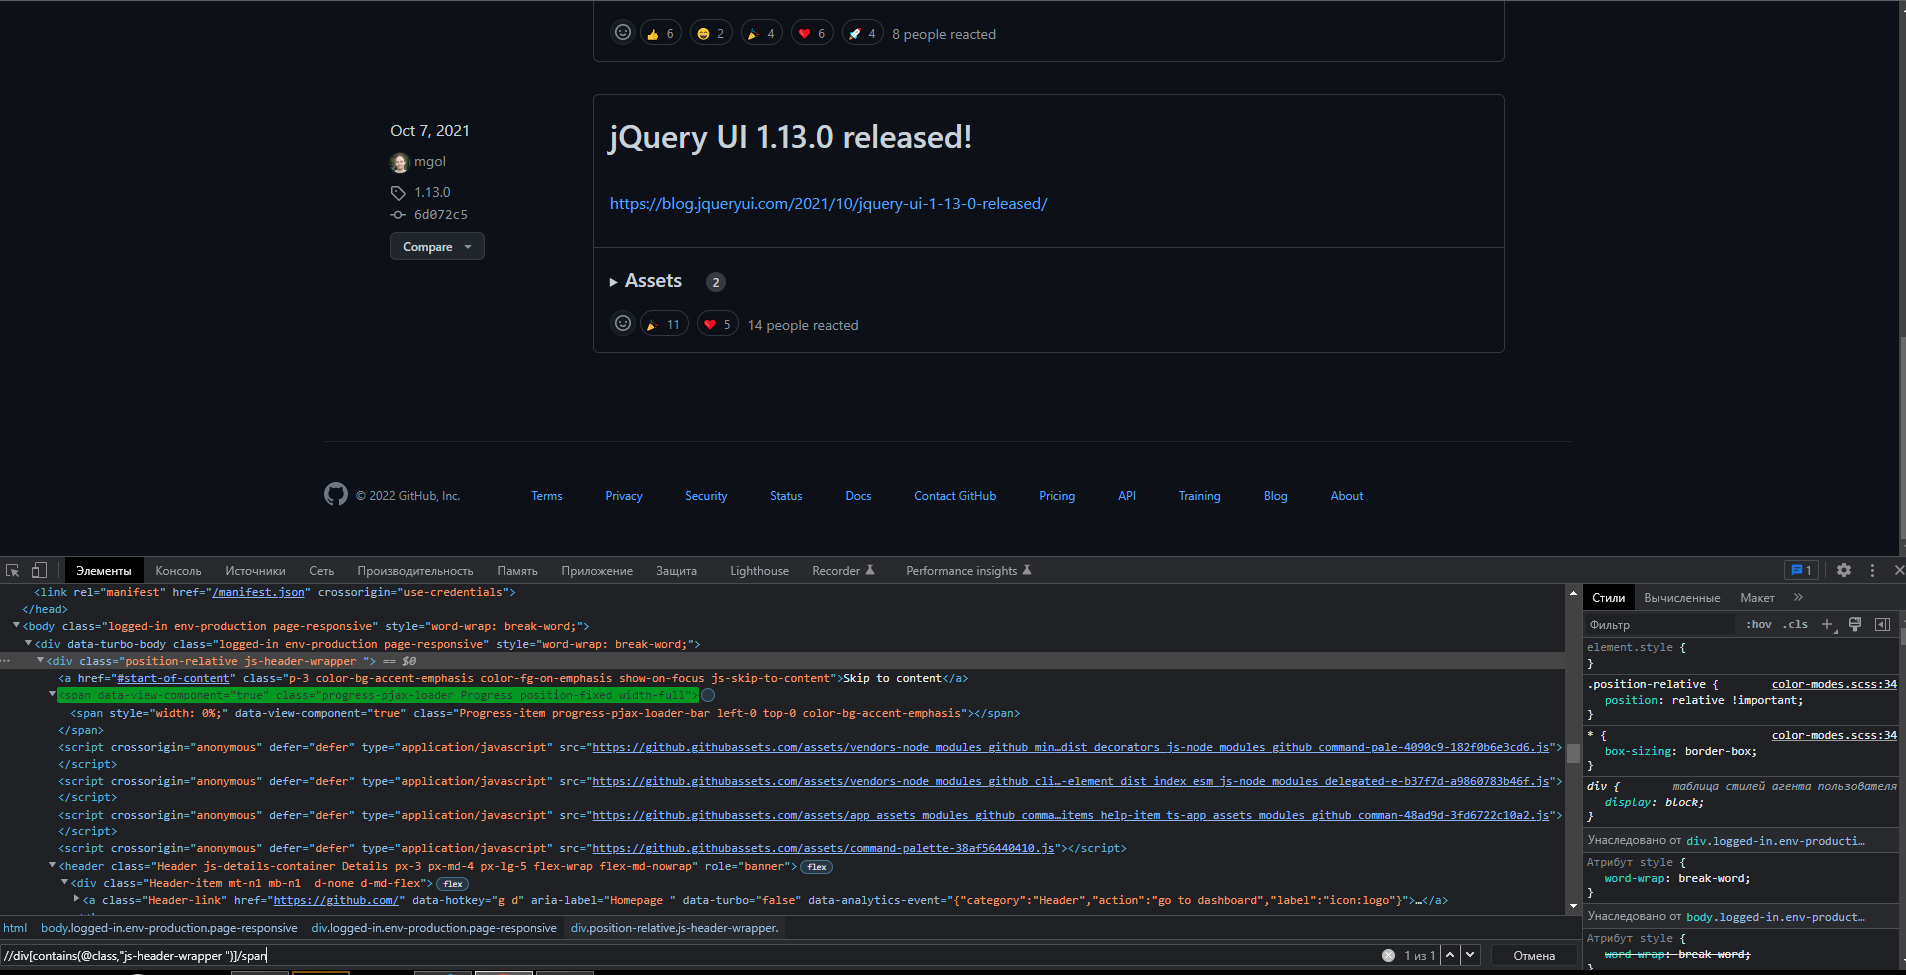 6 2 4 6 4 8 people reacted
Oct 7, 2021
mgol
1.13.0
6d072c5
Compare
jQuery UI 1.13.0 released!
https://blog.jqueryui.com/2021/10/jquery-ui-1-13-0-released/
Assets 2
11 5 14 people reacted
© 2022 GitHub, Inc. Terms Privacy Security Status Docs Contact GitHub Pricing API Training Blog About
Элементы Консоль Источники Сеть Производительность Память Приложение Защита Lighthouse Recorder Performance insights 1
<link rel="manifest" href="/manifest.json" crossorigin="use-credentials">
</head>
<body class="logged-in env-production page-responsive" style="word-wrap: break-word;">
<div data-turbo-body class="logged-in env-production page-responsive" style="word-wrap: break-word;">
<div class="position-relative js-header-wrapper "> == $0
<a href="#start-of-content" class="p-3 color-bg-accent-emphasis color-fg-on-emphasis show-on-focus js-skip-to-content">Skip to content</a>
<span data-view-component="true" class="progress-pjax-loader Progress position-fixed width-full">
<span style="width: 0%;" data-view-component="true" class="Progress-item progress-pjax-loader-bar left-0 top-0 color-bg-accent-emphasis"></span>
</span>
<script crossorigin="anonymous" defer="defer" type="application/javascript" src="https://github.githubassets.com/assets/vendors-node_modules_github_min…dist_decorators_js-node_modules_github_command-pale-4090c9-182f0b6e3cd6.js">
</script>
<script crossorigin="anonymous" defer="defer" type="application/javascript" src="https://github.githubassets.com/assets/vendors-node_modules_github_cli…-element_dist_index_esm_js-node_modules_delegated-e-b37f7d-a9860783b46f.js">
</script>
<script crossorigin="anonymous" defer="defer" type="application/javascript" src="https://github.githubassets.com/assets/app_assets_modules_github_comma…items_help-item_ts-app_assets_modules_github_comman-48ad9d-3fd6722c10a2.js">
</script>
<script crossorigin="anonymous" defer="defer" type="application/javascript" src="https://github.githubassets.com/assets/command-palette-38af56440410.js"></script>
<header class="Header js-details-container Details px-3 px-md-4 px-lg-5 flex-wrap flex-md-nowrap" role="banner"> flex
<div class="Header-item mt-n1 mb-n1  d-none d-md-flex"> flex
<a class="Header-link" href="https://github.com/" data-hotkey="g d" aria-label="Homepage " data-turbo="false" data-analytics-event="{"category":"Header","action":"go to dashboard","label":"icon:logo"}">…</a>
html body.logged-in.env-production.page-responsive div.logged-in.env-production.page-responsive div.position-relative.js-header-wrapper.
//div[contains(@class,"js-header-wrapper ")]/span 1 из 1 Отмена
Стили Вычисленные Макет
Фильтр :hov .cls
element.style {
}
.position-relative { color-modes.scss:34
position: relative !important;
}
* { color-modes.scss:34
box-sizing: border-box;
}
div { таблица стилей агента пользователя
display: block;
}
Унаследовано от div.logged-in.env-producti…
Атрибут style {
word-wrap: break-word;
}
Унаследовано от body.logged-in.env-product…
Атрибут style {
word-wrap: break-word;
}